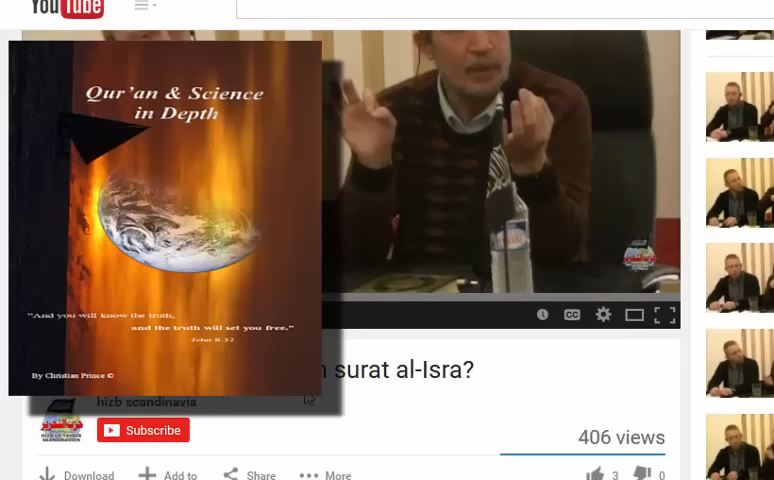 YouTube
Qur'an & Science
in Depth
"And you will know the truth,
and the truth will set you free."
John 8:32
By Christian Prince ©
CC
surat al-Isra?
hizb scandinavia
Subscribe
406 views
Download
Add to
Share
More
3
0